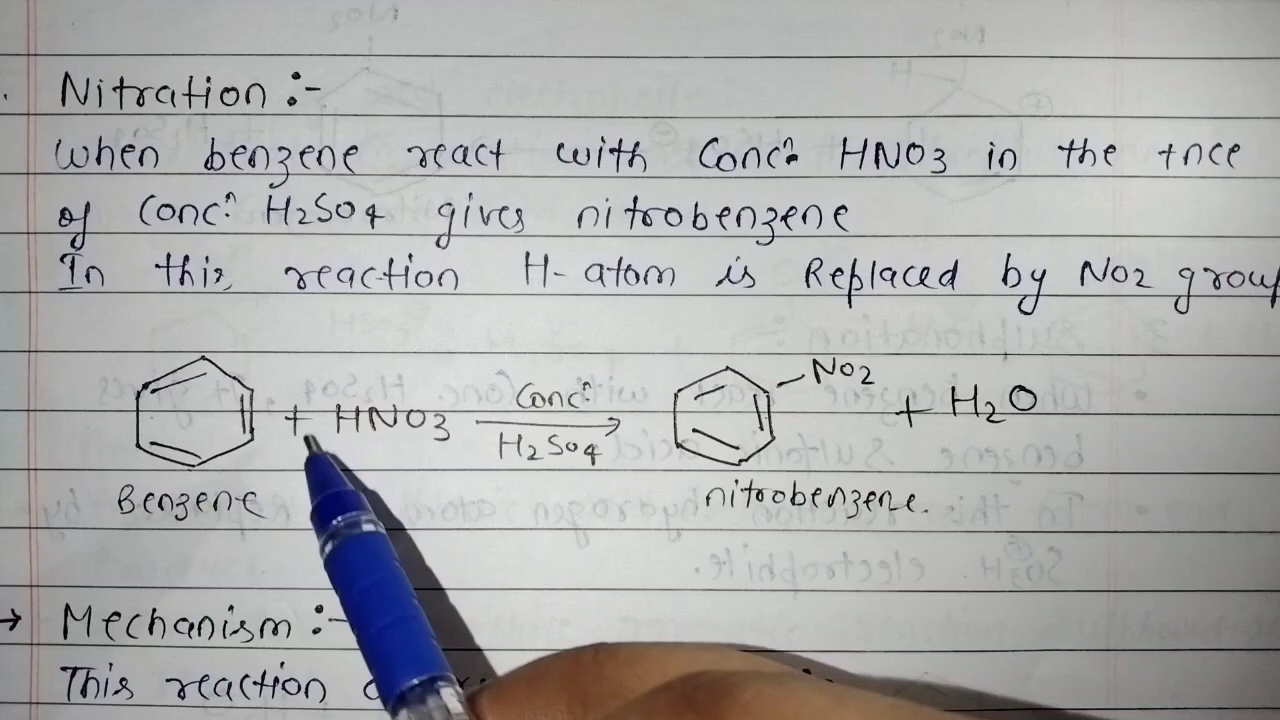 Nitration :-
When benzene react with Conc? HNO3 in the +nce
of Conc? H2SO4 gives nitrobenzene
In this reaction H-atom is Replaced by NO2 group
+ HNO3 Conc? H2SO4 NO2 + H2O
Benzene nitrobenzene.
→ Mechanism :-
This reaction